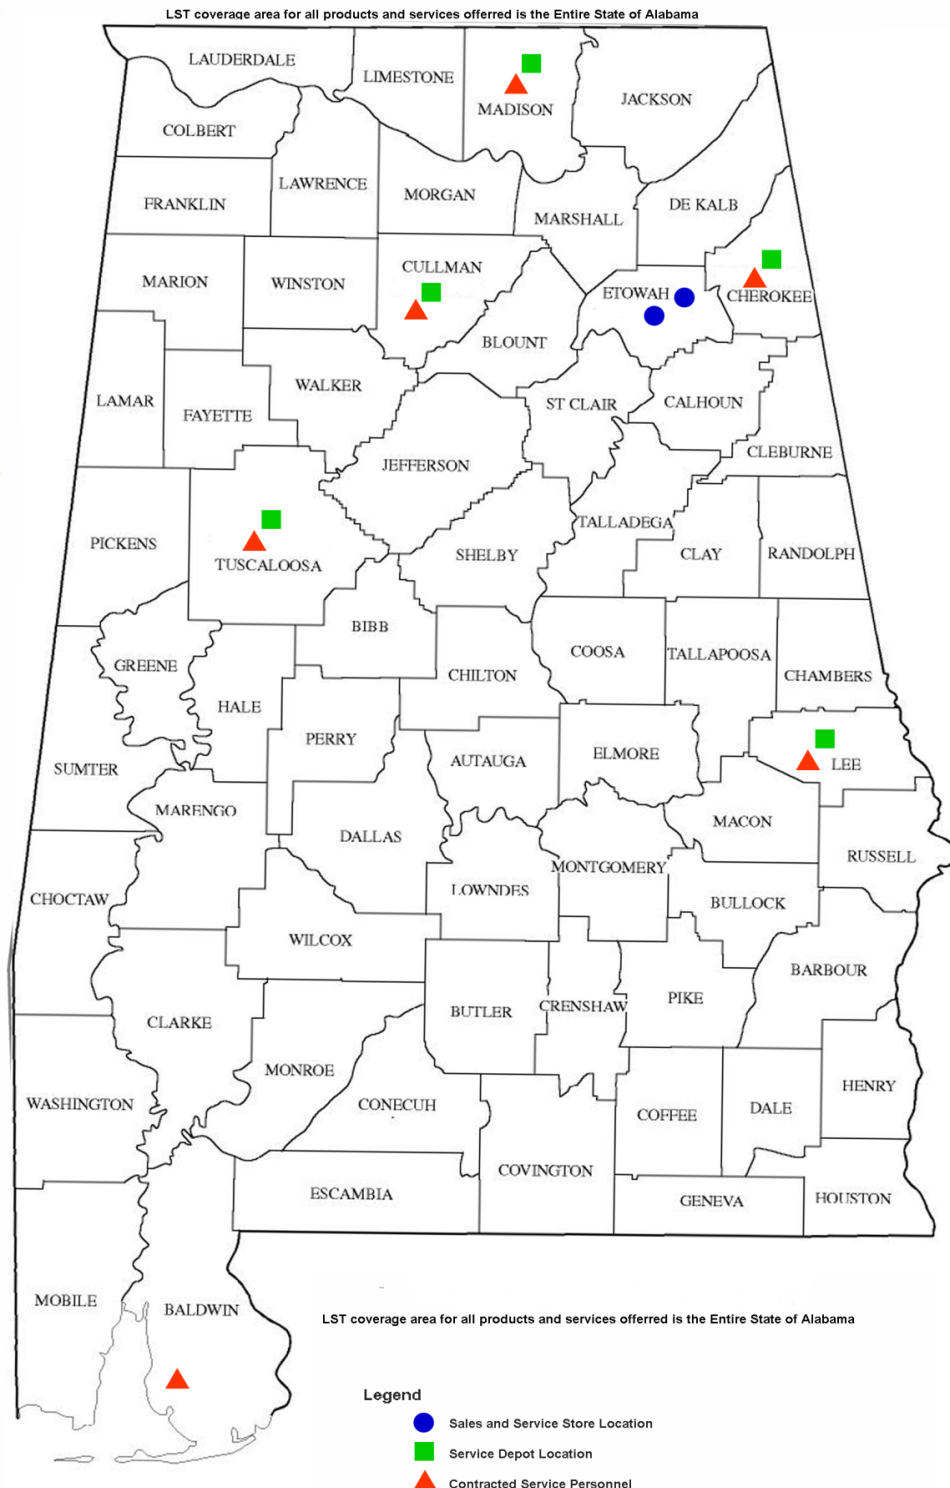 LST coverage area for all products and services offerred is the Entire State of Alabama
LAUDERDALE
LIMESTONE
MADISON
JACKSON
COLBERT
LAWRENCE
MORGAN
FRANKLIN
MARSHALL
DE KALB
MARION
WINSTON
CULLMAN
ETOWAH
CHEROKEE
BLOUNT
WALKER
LAMAR
FAYETTE
ST CLAIR
CALHOUN
CLEBURNE
JEFFERSON
TALLADEGA
PICKENS
TUSCALOOSA
SHELBY
CLAY
RANDOLPH
BIBB
GREENE
COOSA
TALLAPOOSA
CHAMBERS
CHILTON
HALE
PERRY
SUMTER
AUTAUGA
ELMORE
LEE
MARENGO
DALLAS
MACON
RUSSELL
MONTGOMERY
CHOCTAW
LOWNDES
BULLOCK
WILCOX
BARBOUR
CLARKE
BUTLER
CRENSHAW
PIKE
MONROE
WASHINGTON
CONECUH
COFFEE
DALE
HENRY
COVINGTON
ESCAMBIA
GENEVA
HOUSTON
MOBILE
BALDWIN
LST coverage area for all products and services offerred is the Entire State of Alabama
Legend
Sales and Service Store Location
Service Depot Location
Contracted Service Personnel